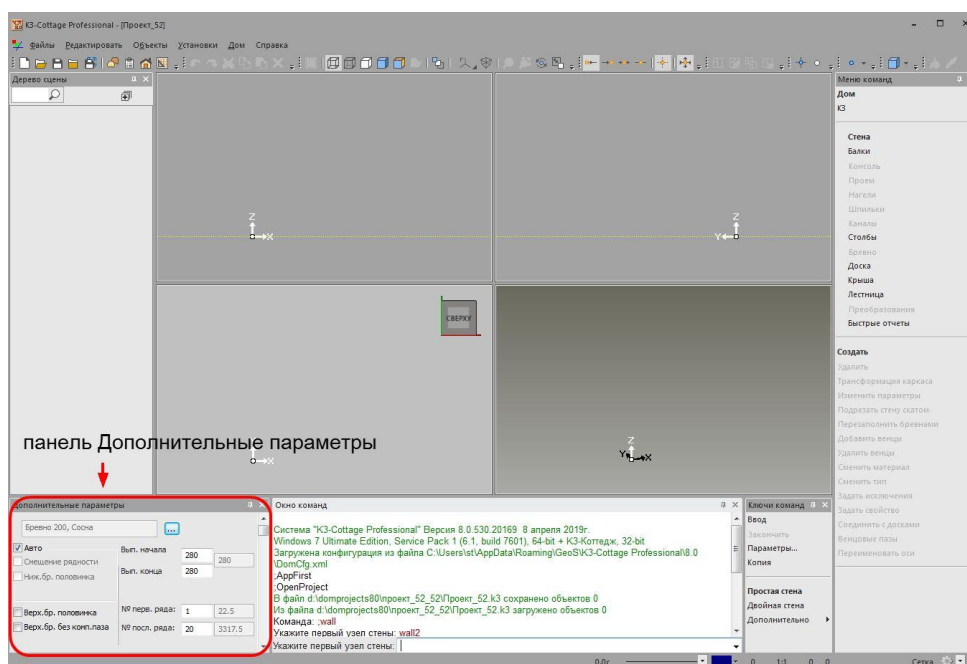 K3-Cottage Professional - [Проект_52]
Файлы Редактировать Объекты Установки Дом Справка
Дерево сцены
Меню команд
Дом
К3
Стена
Балки
Консоль
Проем
Нагели
Шпильки
Каналы
Столбы
Бревно
Доска
Крыша
Лестница
Преобразования
Быстрые отчеты
Создать
Удалить
Трансформация каркаса
Изменить параметры
Подрезать стену скатом
Перезаполнить бревнами
Добавить венцы
Удалить венцы
Сменить материал
Сменить тип
Задать исключения
Задать свойство
Соединить с досками
Венцовые пазы
Переименовать оси
Z
X
Z
Y
СВЕРХУ
X
Z
Y
X
панель Дополнительные параметры
Дополнительные параметры
Бревно 200, Сосна
...
Авто
Смещение рядности
Ниж.бр. половинка
Вып. начала 280
280
Вып. конца 280
Верх.бр. половинка
№ перв. ряда: 1 22.5
Верх.бр. без комп.паза
№ посл. ряда: 20 3317.5
Окно команд
Система "K3-Cottage Professional" Версия 8.0.530.20169 8 апреля 2019г.
Windows 7 Ultimate Edition, Service Pack 1 (6.1, build 7601), 64-bit + К3-Коттедж, 32-bit
Загружена конфигурация из файла C:\Users\st\AppData\Roaming\GeoS\K3-Cottage Professional\8.0
\DomCfg.xml
;AppFirst
;OpenProject
В файл d:\domprojects80\проект_52_52\Проект_52.k3 сохранено объектов 0
Из файла d:\domprojects80\проект_52_52\Проект_52.k3 загружено объектов 0
Команда: ;wall
Укажите первый узел стены: wall2
Укажите первый узел стены:
Ключи команд
Ввод
Закончить
Параметры...
Копия
Простая стена
Двойная стена
Дополнительно
0.0г
0 1:1 0 0
Сетка